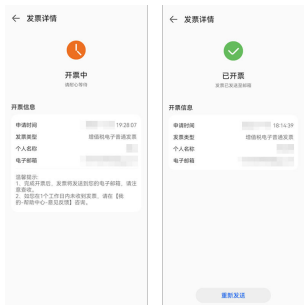 ← 发票详情
开票中
请耐心等待
开票信息
申请时间 19:28:07
发票类型 增值税电子普通发票
个人名称
电子邮箱
温馨提示:
1、完成开票后，发票将发送到您的电子邮箱，请注
意查收。
2、如您在1个工作日内未收到发票，请在【我
的-帮助中心-意见反馈】咨询。
← 发票详情
已开票
发票已发送至邮箱
开票信息
申请时间 18:14:39
发票类型 增值税电子普通发票
个人名称
电子邮箱
重新发送